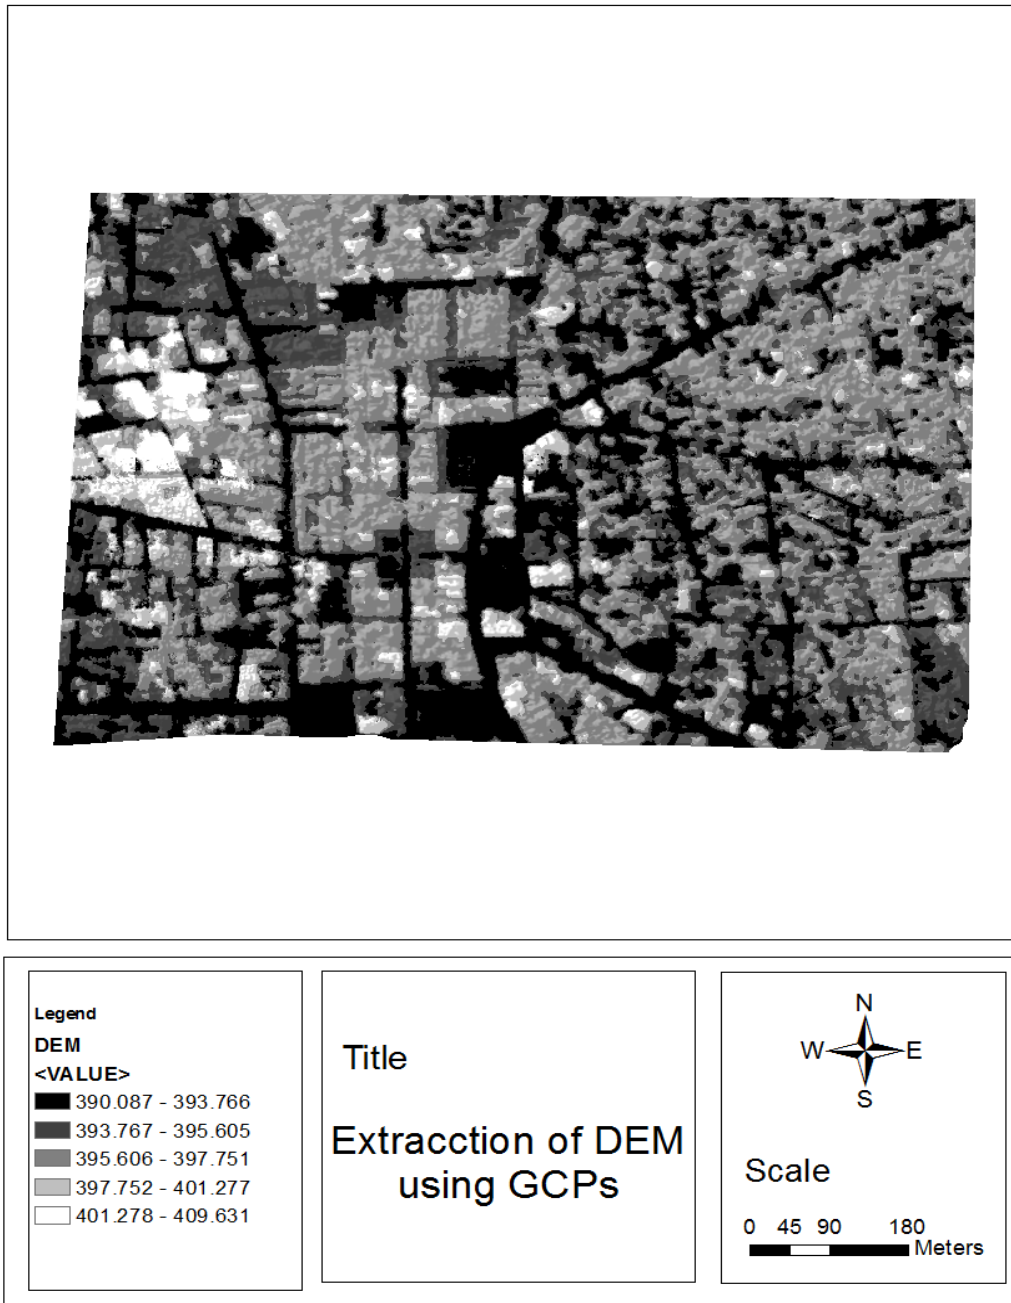 Legend
DEM
<VALUE>
390.087 - 393.766
393.767 - 395.605
395.606 - 397.751
397.752 - 401.277
401.278 - 409.631
Title
Extracction of DEM
using GCPs
N
W E
S
Scale
0 45 90 180
Meters